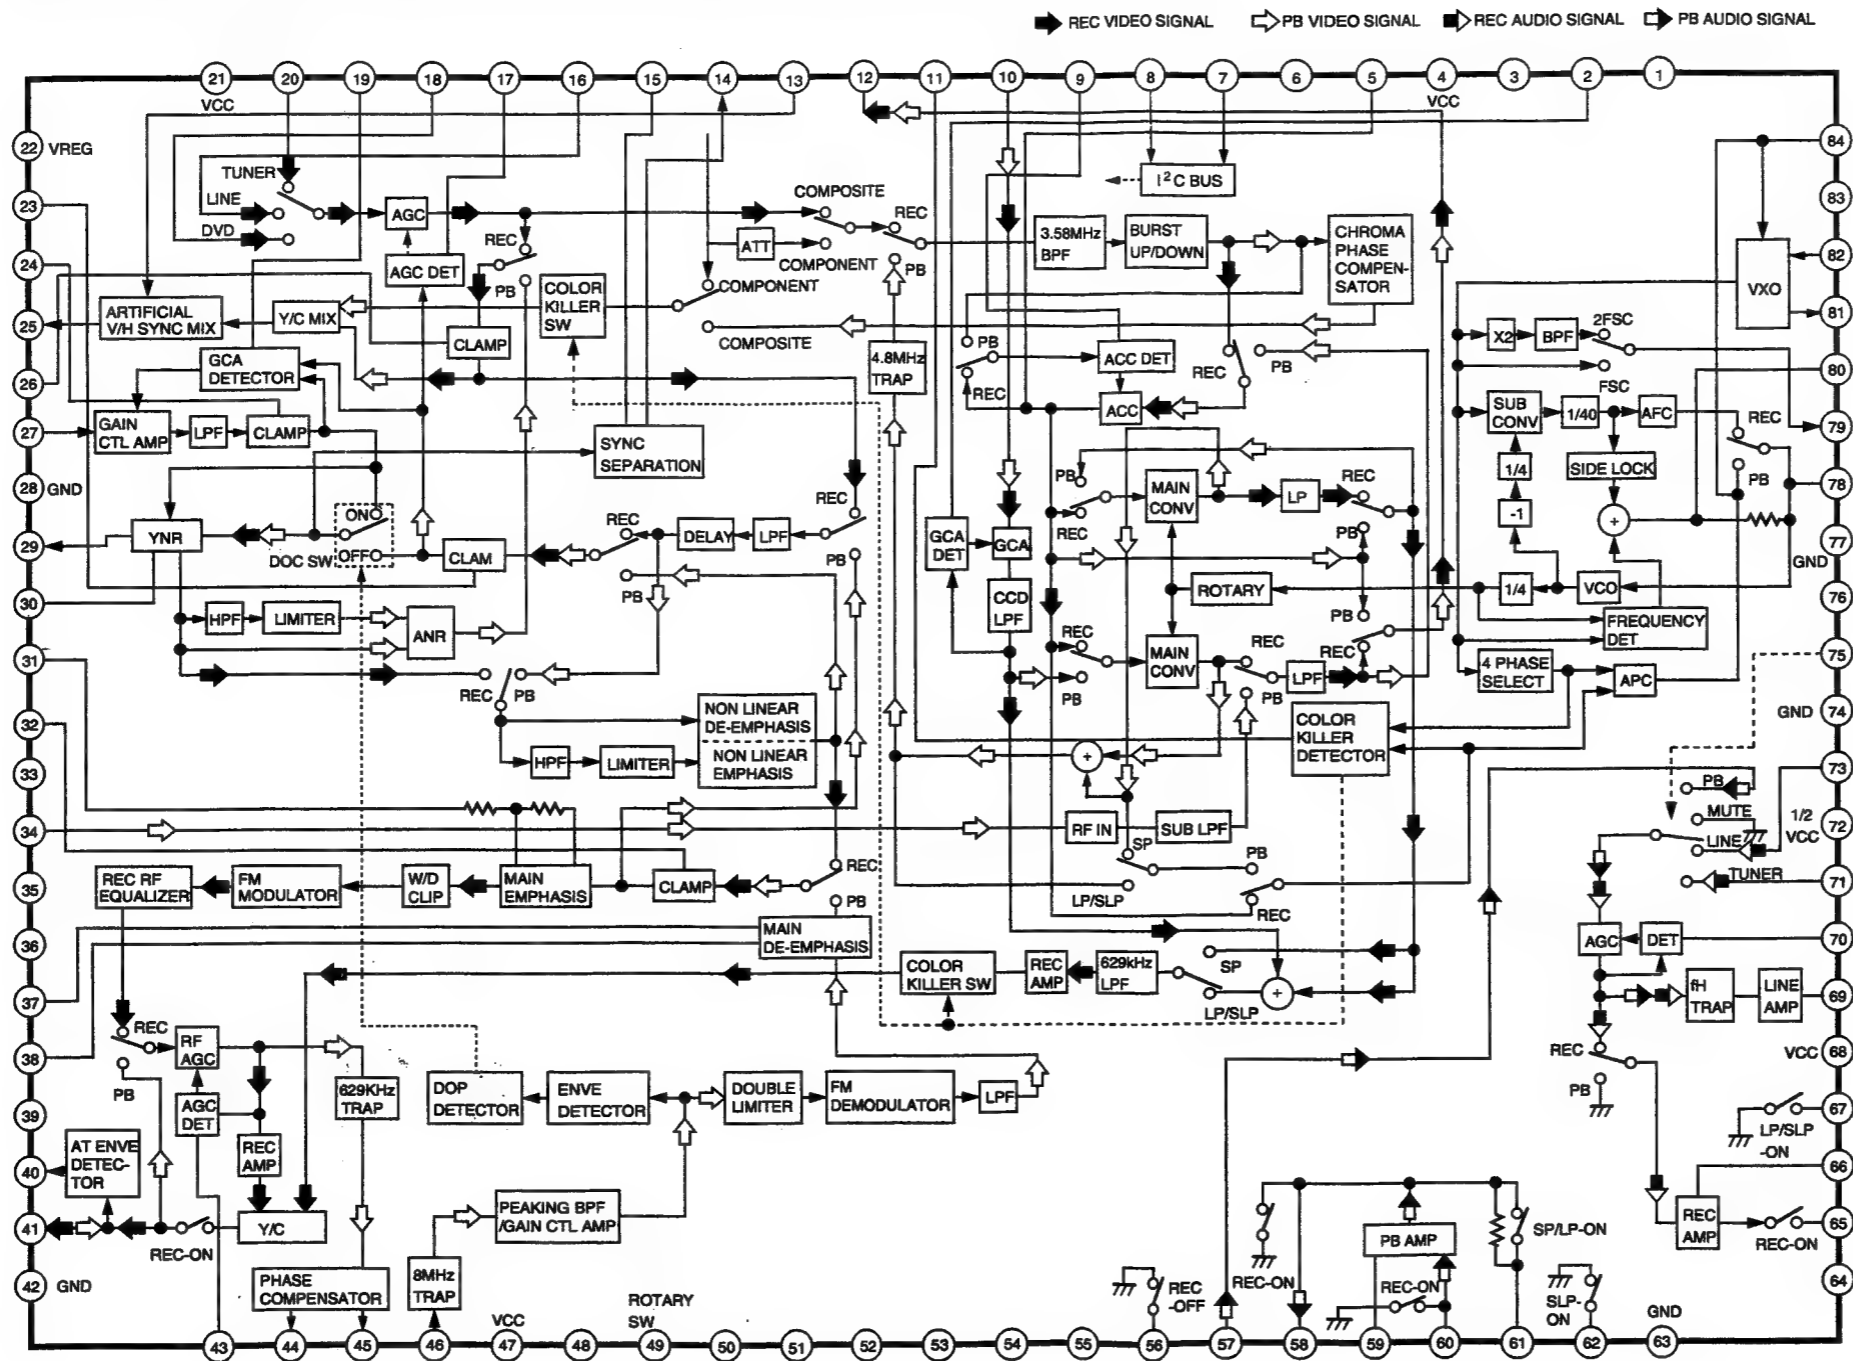 REC VIDEO SIGNAL PB VIDEO SIGNAL REC AUDIO SIGNAL PB AUDIO SIGNAL
21 20 19 18 17 16 15 14 13 12 11 10 9 8 7 6 5 4 3 2 1
VCC
VCC
22
VREG
23
24
25
26
27
28
GND
29
30
31
32
33
34
35
36
37
38
39
40
41
42
GND
TUNER
LINE
DVD
AGC
AGC DET
REC
PB
COLOR
KILLER
SW
ATT
COMPOSITE
COMPONENT
REC
PB
COMPONENT
COMPOSITE
4.8MHz
TRAP
ARTIFICIAL
V/H SYNC MIX
Y/C MIX
CLAMP
GCA
DETECTOR
GAIN
CTL AMP
LPF
CLAMP
SYNC
SEPARATION
YNR
ON
OFF
DOC SW
CLAM
REC
DELAY
LPF
REC
PB
PB
HPF
LIMITER
ANR
REC
PB
NON LINEAR
DE-EMPHASIS
NON LINEAR
EMPHASIS
HPF
LIMITER
REC RF
EQUALIZER
FM
MODULATOR
W/D
CLIP
MAIN
EMPHASIS
CLAMP
REC
PB
MAIN
DE-EMPHASIS
REC
PB
RF
AGC
AGC
DET
REC
AMP
629KHz
TRAP
DOP
DETECTOR
ENVE
DETECTOR
DOUBLE
LIMITER
FM
DEMODULATOR
LPF
AT ENVE
DETEC-
TOR
Y/C
REC-ON
PHASE
COMPENSATOR
8MHz
TRAP
PEAKING BPF
/GAIN CTL AMP
I2C BUS
3.58MHz
BPF
BURST
UP/DOWN
CHROMA
PHASE
COMPEN-
SATOR
PB
REC
ACC DET
ACC
REC
PB
GCA
DET
GCA
CCD
LPF
PB
REC
MAIN
CONV
LP
REC
PB
ROTARY
PB
REC
PB
MAIN
CONV
REC
PB
LPF
REC
COLOR
KILLER
DETECTOR
+
RF IN
SUB LPF
SP
LP/SLP
PB
REC
COLOR
KILLER SW
REC
AMP
629kHz
LPF
SP
LP/SLP
+
VXO
X2
BPF
2FSC
FSC
SUB
CONV
1/40
AFC
REC
PB
1/4
-1
SIDE LOCK
+
1/4
VCO
FREQUENCY
DET
4 PHASE
SELECT
APC
84
83
82
81
80
79
78
77
GND
76
75
74
GND
73
72
1/2
VCC
71
70
69
68
VCC
67
66
65
64
PB
MUTE
LINE
TUNER
AGC
DET
fH
TRAP
LINE
AMP
REC
PB
LP/SLP
-ON
REC
AMP
REC-ON
REC
-OFF
REC-ON
PB AMP
REC-ON
SP/LP-ON
SLP-
ON
GND
VCC
ROTARY
SW
43 44 45 46 47 48 49 50 51 52 53 54 55 56 57 58 59 60 61 62 63